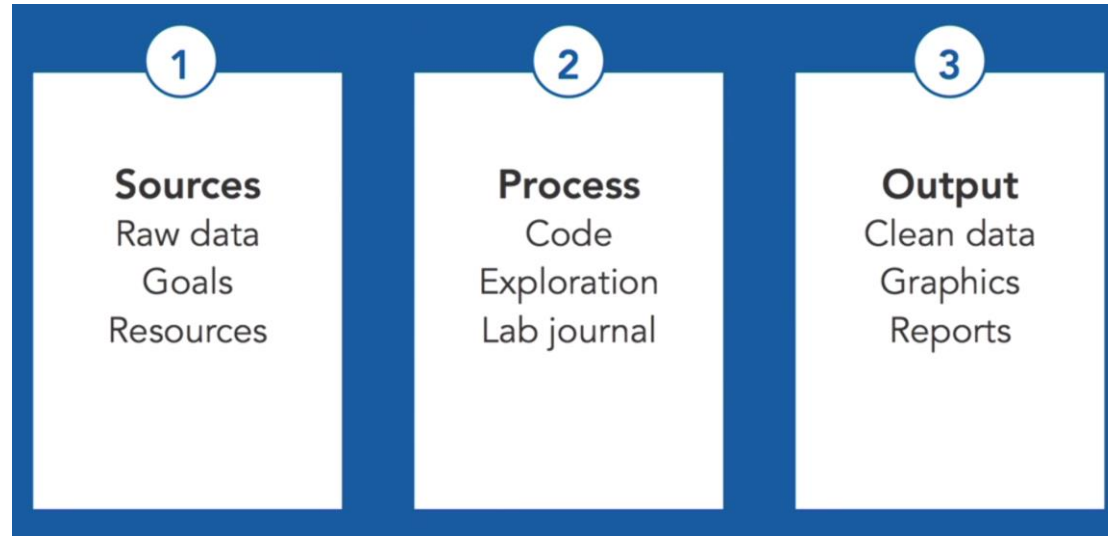 1
Sources
Raw data
Goals
Resources
2
Process
Code
Exploration
Lab journal
3
Output
Clean data
Graphics
Reports